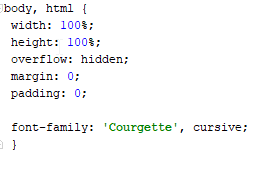 body, html {
width: 100%;
height: 100%;
overflow: hidden;
margin: 0;
padding: 0;

font-family: 'Courgette', cursive;
}